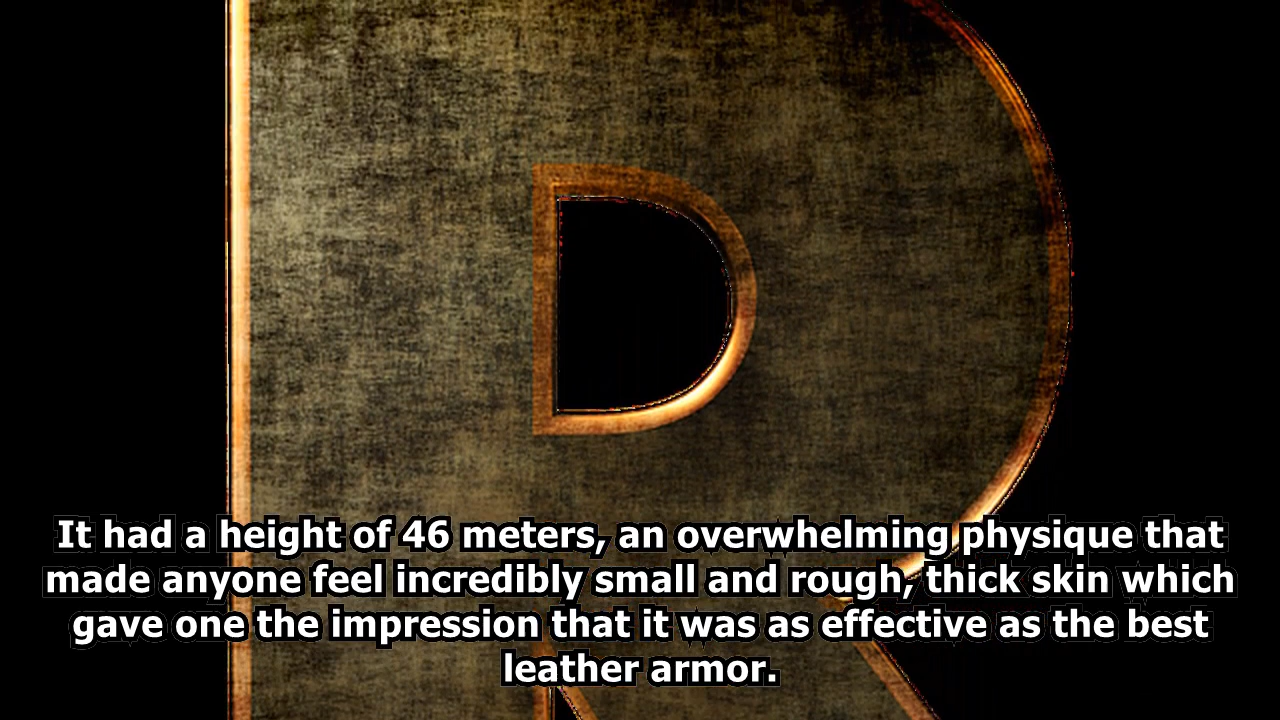 R
It had a height of 46 meters, an overwhelming physique that
made anyone feel incredibly small and rough, thick skin which
gave one the impression that it was as effective as the best
leather armor.